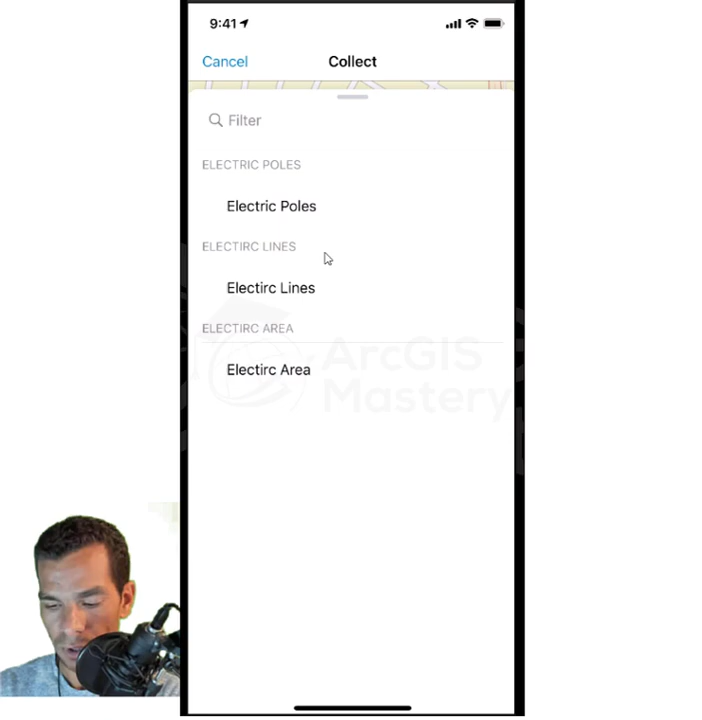 9:41
Cancel
Collect
Filter
ELECTRIC POLES
Electric Poles
ELECTIRC LINES
Electirc Lines
ELECTIRC AREA
Electirc Area
ArcGIS
Mastery